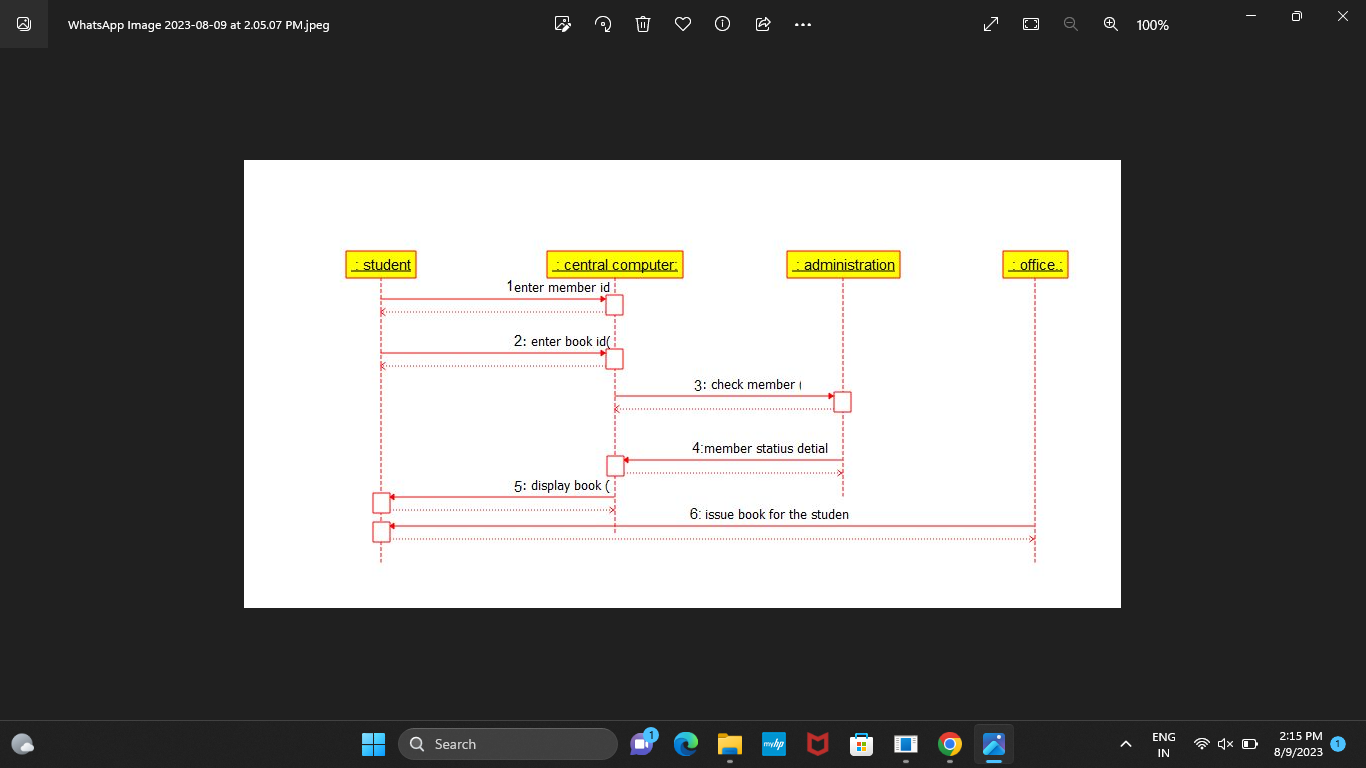 WhatsApp Image 2023-08-09 at 2.05.07 PM.jpeg
100%
: student
: central computer:
: administration
: office.:
1enter member id
2: enter book id(
3: check member (
4:member statius detial
5: display book (
6: issue book for the studen
Search
1
myhp
ENG
IN
2:15 PM
8/9/2023
1